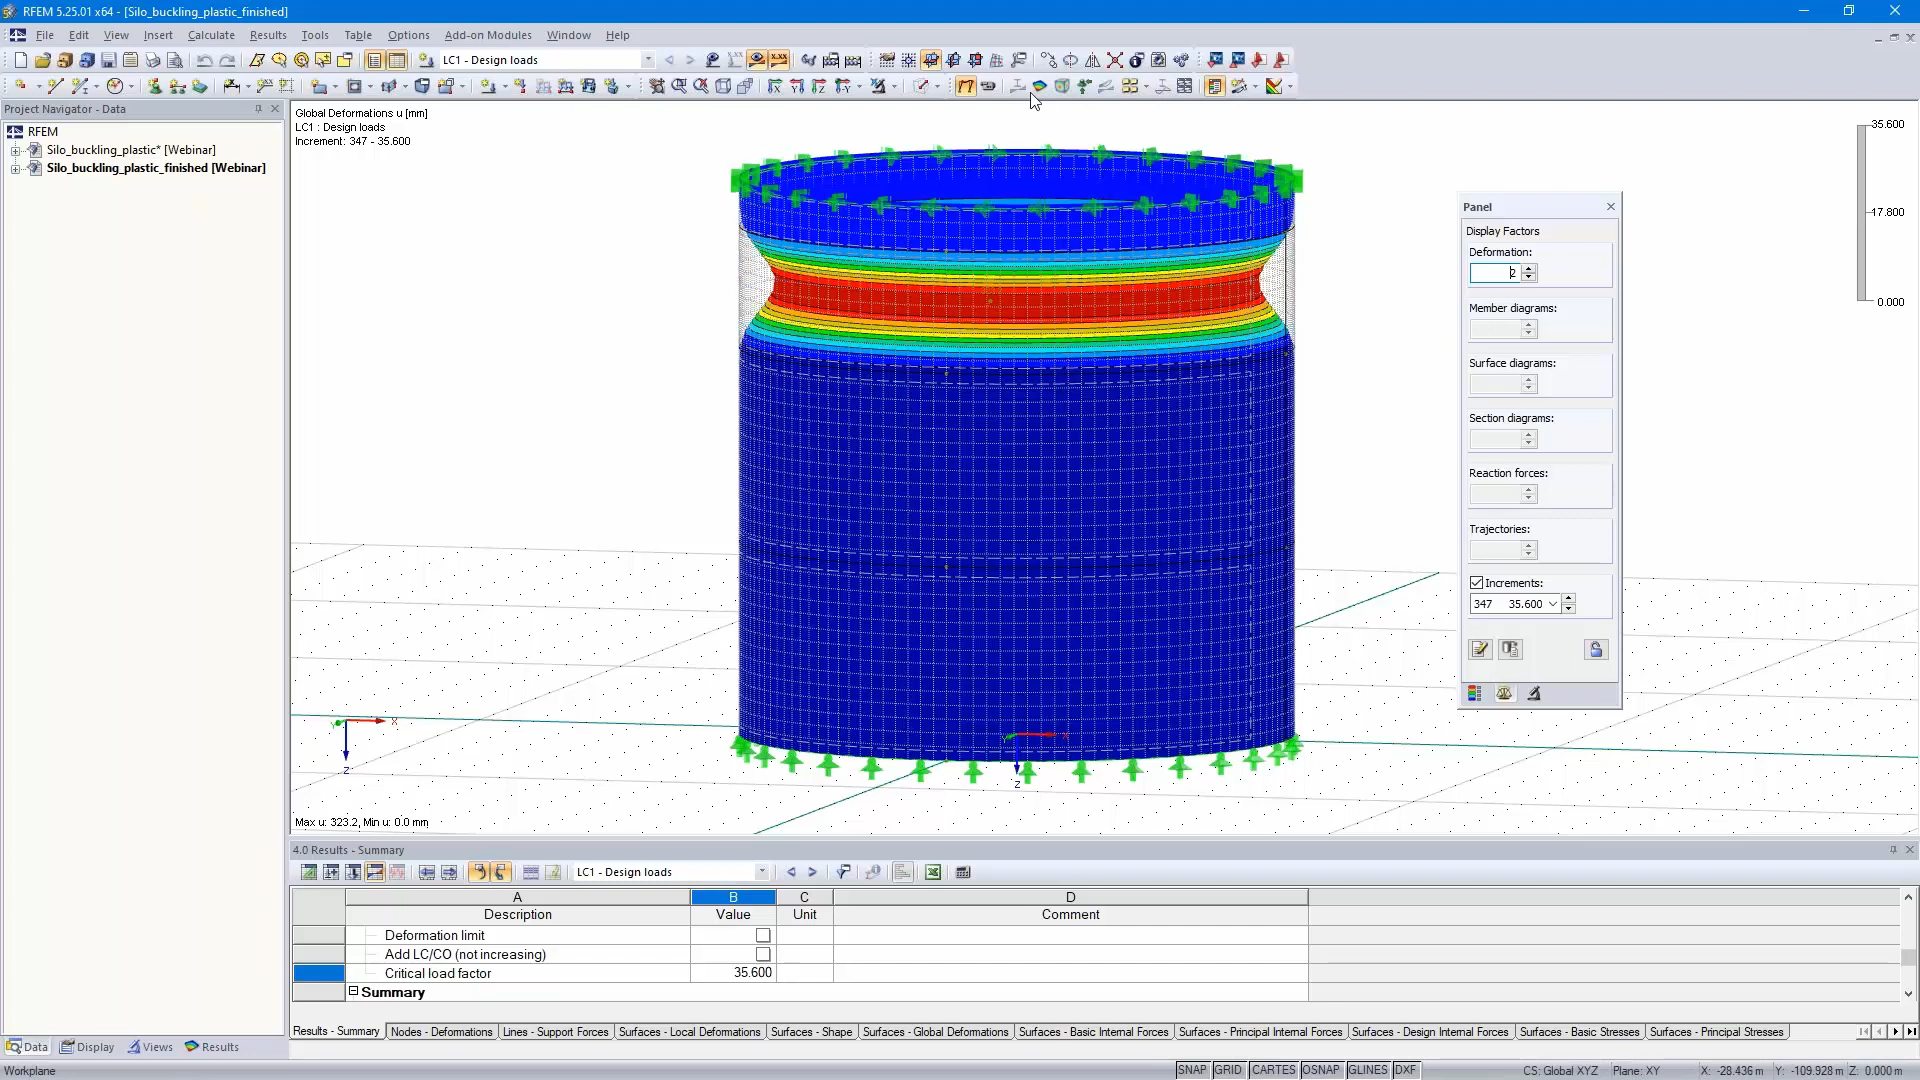 RFEM 5.25.01 x64 - [Silo_buckling_plastic_finished]
File Edit View Insert Calculate Results Tools Table Options Add-on Modules Window Help
LC1 - Design loads
Project Navigator - Data
RFEM
Silo_buckling_plastic* [Webinar]
Silo_buckling_plastic_finished [Webinar]
Global Deformations u [mm]
LC1 : Design loads
Increment: 347 - 35.600
35.600
17.800
0.000
Panel
Display Factors
Deformation:
2
Member diagrams:
Surface diagrams:
Section diagrams:
Reaction forces:
Trajectories:
Increments:
347 35.600
X
Y
Z
X
Y
Z
Max u: 323.2, Min u: 0.0 mm
4.0 Results - Summary
LC1 - Design loads
A B C D
Description Value Unit Comment
Deformation limit
Add LC/CO (not increasing)
Critical load factor 35.600
Summary
Results - Summary Nodes - Deformations Lines - Support Forces Surfaces - Local Deformations Surfaces - Shape Surfaces - Global Deformations Surfaces - Basic Internal Forces Surfaces - Principal Internal Forces Surfaces - Design Internal Forces Surfaces - Basic Stresses Surfaces - Principal Stresses
Data Display Views Results
Workplane
SNAP GRID CARTES OSNAP GLINES DXF CS: Global XYZ Plane: XY X: -28.436 m Y: -109.928 m Z: 0.000 m